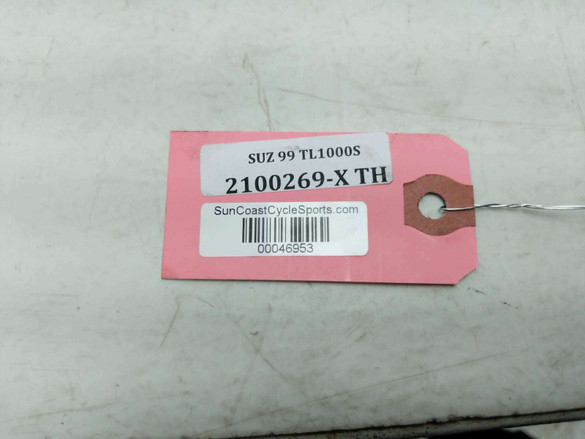 SUZ 99 TL1000S
2100269-X TH
SunCoastCycleSports.com
00046953